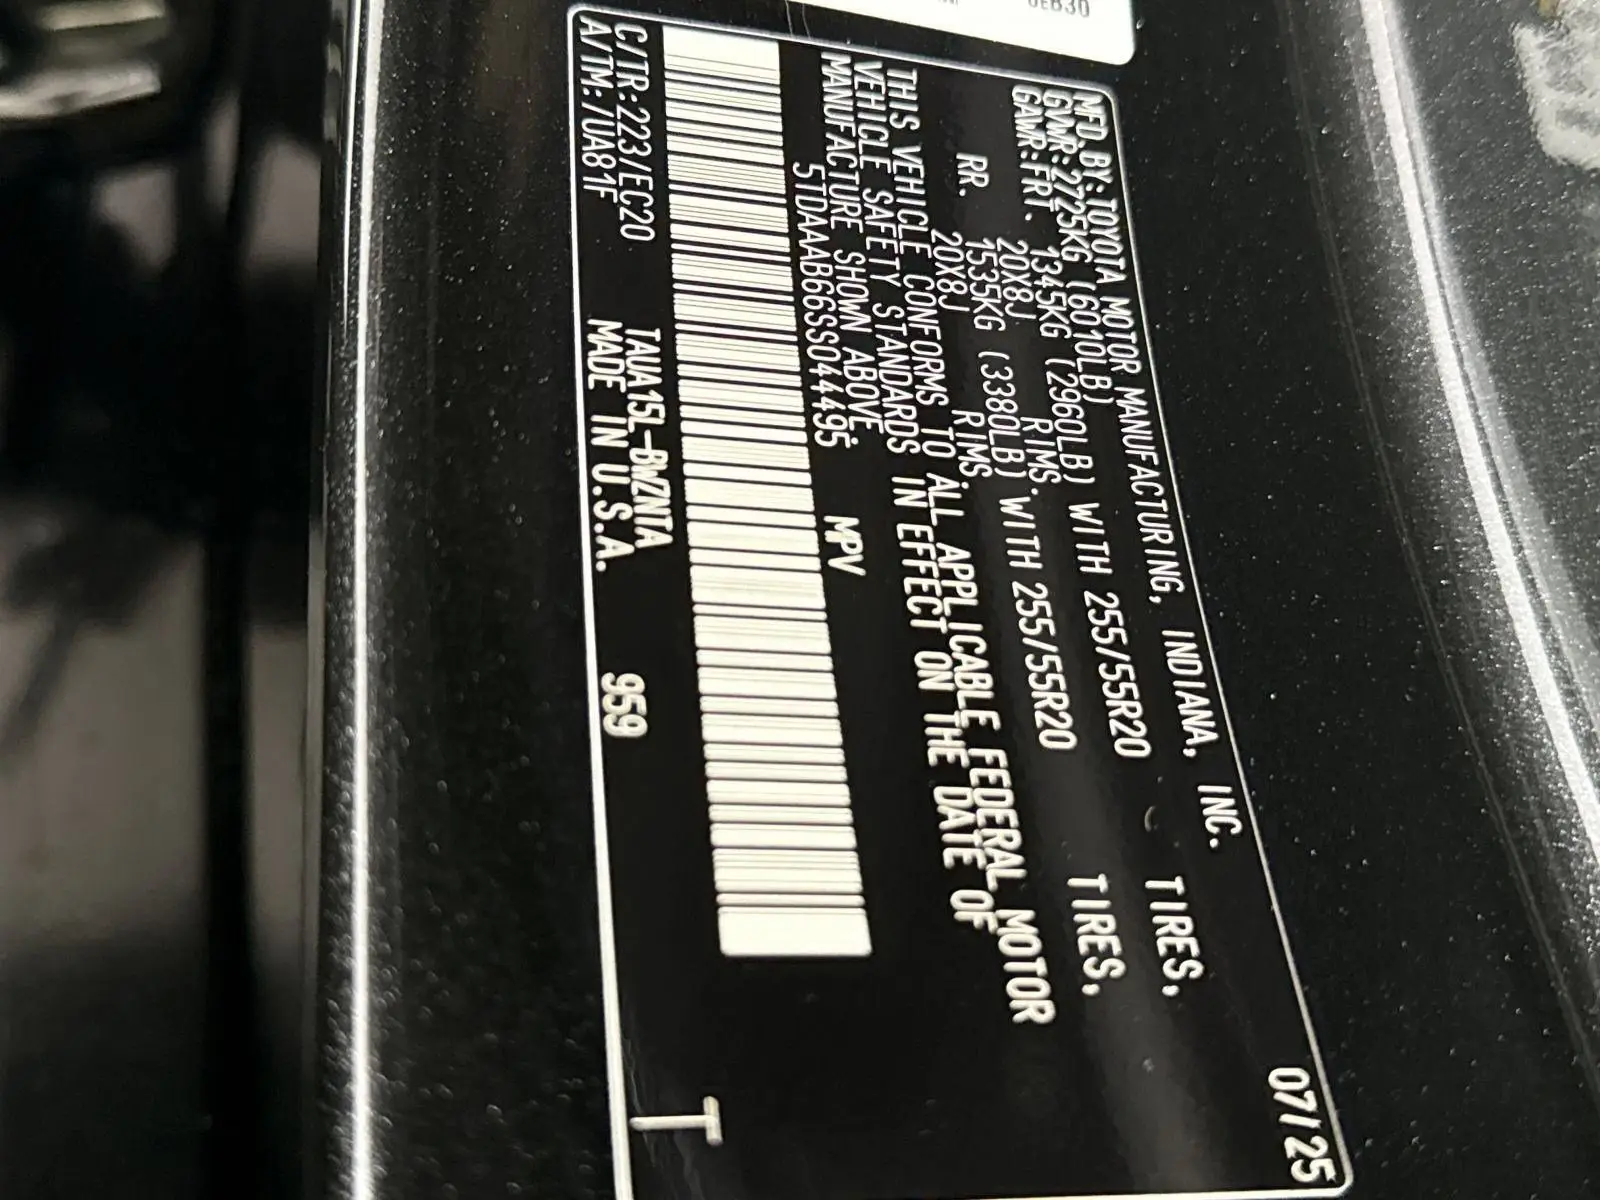 0EB30
MFD.BY:TOYOTA MOTOR MANUFACTURING, INDIANA, INC. 07/25
GVWR:2725KG(6010LB)
GAWR:FRT. 1345KG (2960LB) WITH 255/55R20 TIRES,
20X8J RIMS.
RR. 1535KG (3380LB) WITH 255/55R20 TIRES,
20X8J RIMS.
THIS VEHICLE CONFORMS TO ALL APPLICABLE FEDERAL MOTOR
VEHICLE SAFETY STANDARDS IN EFFECT ON THE DATE OF
MANUFACTURE SHOWN ABOVE.
5TDAAAB66SS044495 MPV
C/TR:223/EC20 TAUA15L-BWZNTA
A/TM:/UA81F MADE IN U.S.A. 959
T